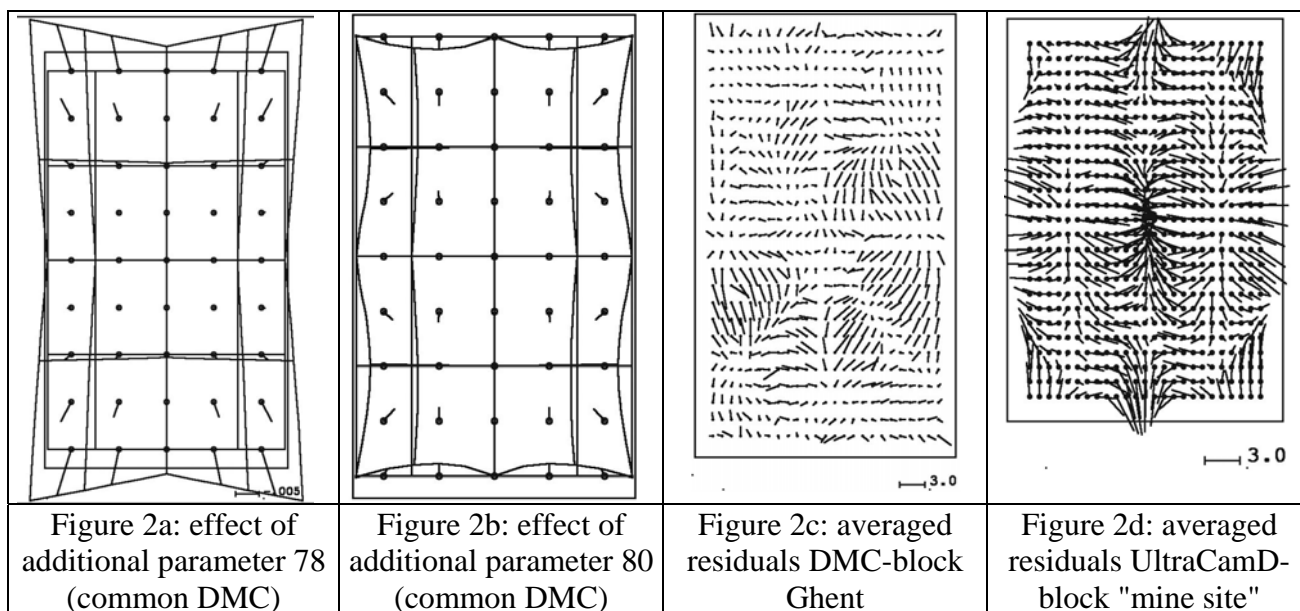 .005
3.0
3.0
Figure 2a: effect of
additional parameter 78
(common DMC)
Figure 2b: effect of
additional parameter 80
(common DMC)
Figure 2c: averaged
residuals DMC-block
Ghent
Figure 2d: averaged
residuals UltraCamD-
block "mine site"